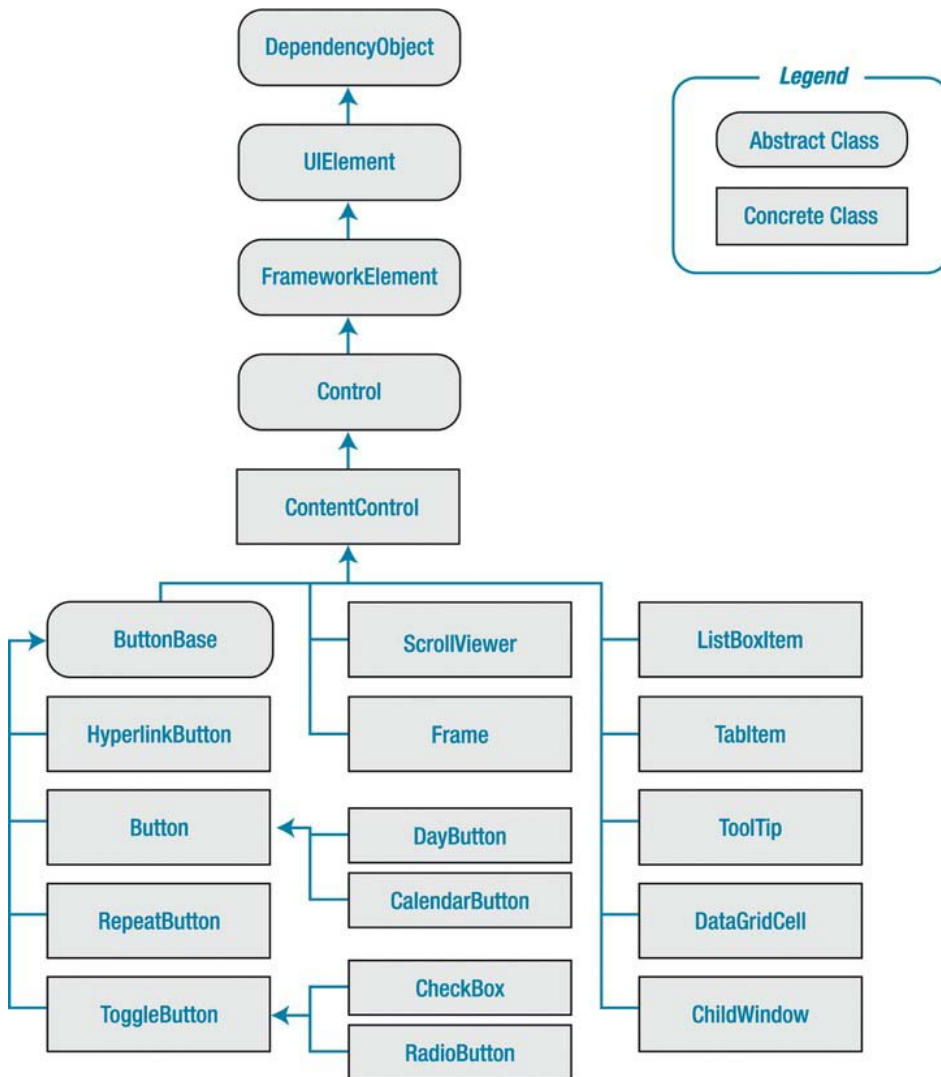 DependencyObject
Legend
Abstract Class
UIElement
Concrete Class
FrameworkElement
Control
ContentControl
ButtonBase
ScrollViewer
ListBoxItem
HyperlinkButton
Frame
TabItem
Button
DayButton
ToolTip
CalendarButton
RepeatButton
DataGridCell
ToggleButton
CheckBox
ChildWindow
RadioButton